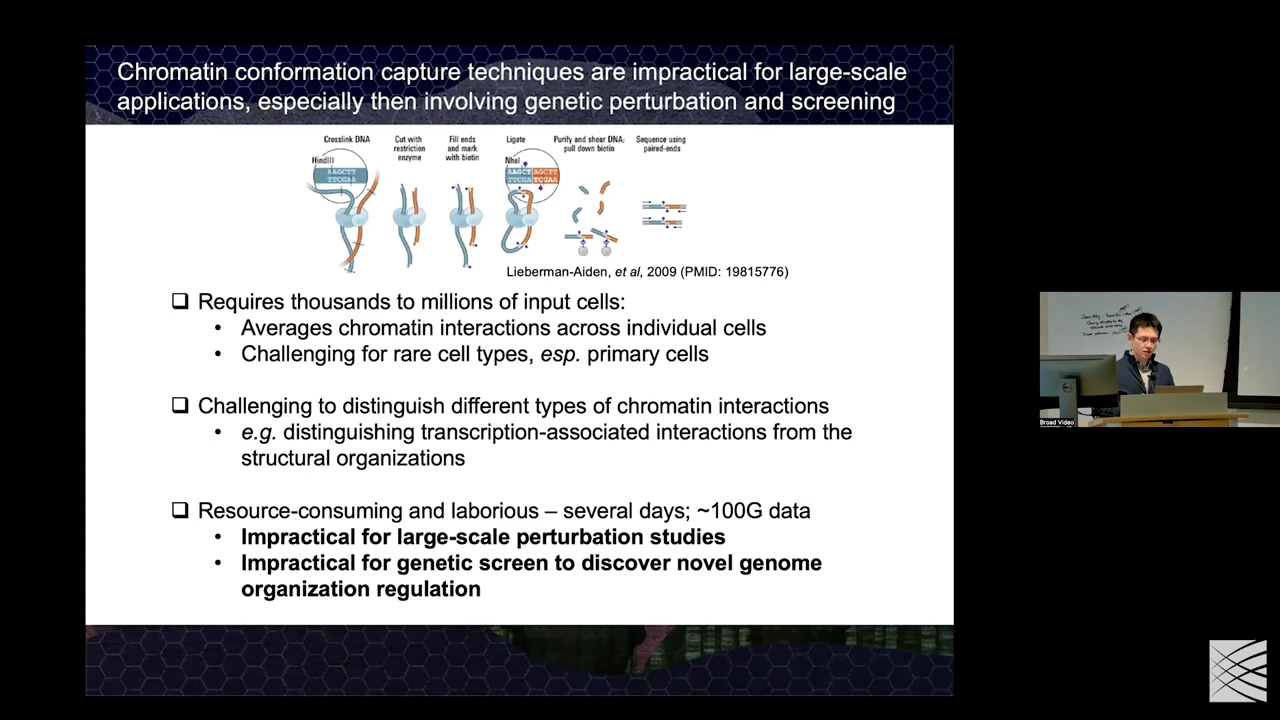 Chromatin conformation capture techniques are impractical for large-scale
applications, especially then involving genetic perturbation and screening
Crosslink DNA
Cut with
restriction
enzyme
Fill ends
and mark
with biotin
Ligate
Purify and shear DNA;
pull down biotin
Sequence using
paired-ends
HindIII
AAGCTT
TTCGAA
NheI
AAGCTAGCTT
TTCGATCGAA
Lieberman-Aiden, et al, 2009 (PMID: 19815776)
❑ Requires thousands to millions of input cells:
• Averages chromatin interactions across individual cells
• Challenging for rare cell types, esp. primary cells
❑ Challenging to distinguish different types of chromatin interactions
• e.g. distinguishing transcription-associated interactions from the
structural organizations
❑ Resource-consuming and laborious – several days; ~100G data
• Impractical for large-scale perturbation studies
• Impractical for genetic screen to discover novel genome
organization regulation
Broad Video